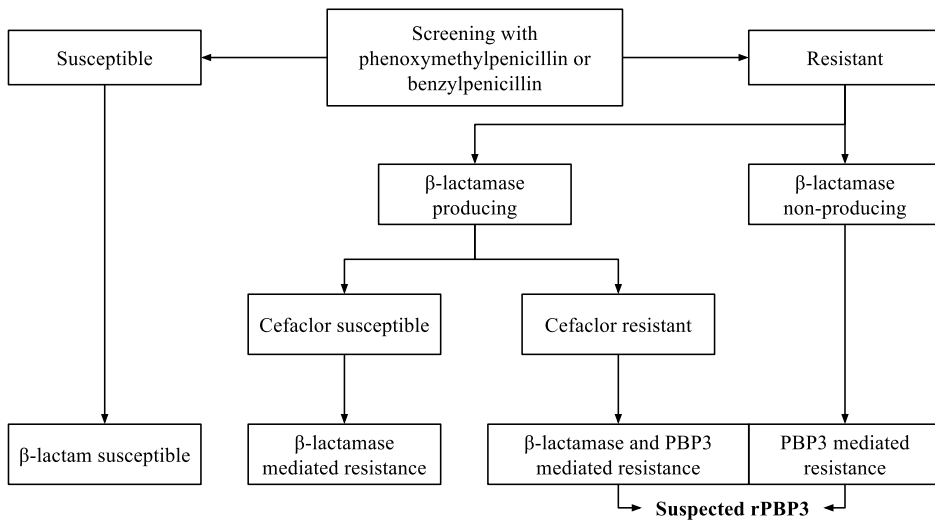 Screening with
phenoxymethylpenicillin or
benzylpenicillin
Susceptible
Resistant
β-lactamase
producing
β-lactamase
non-producing
Cefaclor susceptible
Cefaclor resistant
β-lactam susceptible
β-lactamase
mediated resistance
β-lactamase and PBP3
mediated resistance
PBP3 mediated
resistance
Suspected rPBP3